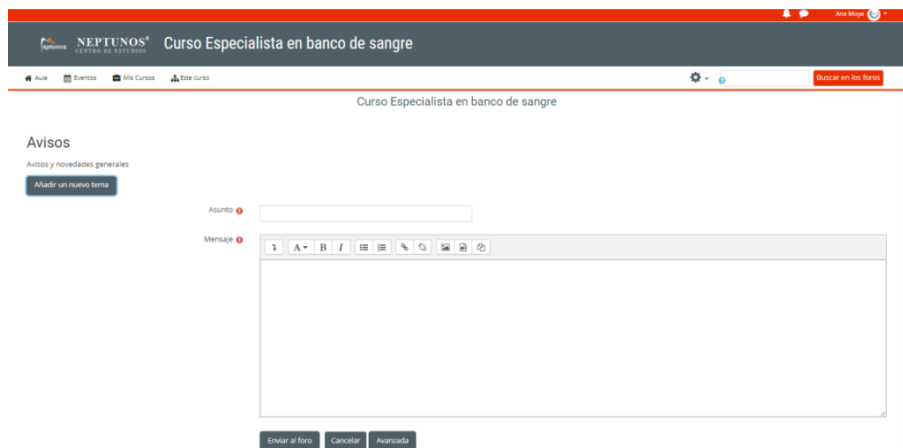 Ana Moya
Neptunos
NEPTUNOS®
CENTRO DE ESTUDIOS
Curso Especialista en banco de sangre
Aula Eventos Mis Cursos Este curso
Buscar en los foros
Curso Especialista en banco de sangre
Avisos
Avisos y novedades generales
Añadir un nuevo tema
Asunto
Mensaje
A B I
Enviar al foro Cancelar Avanzada